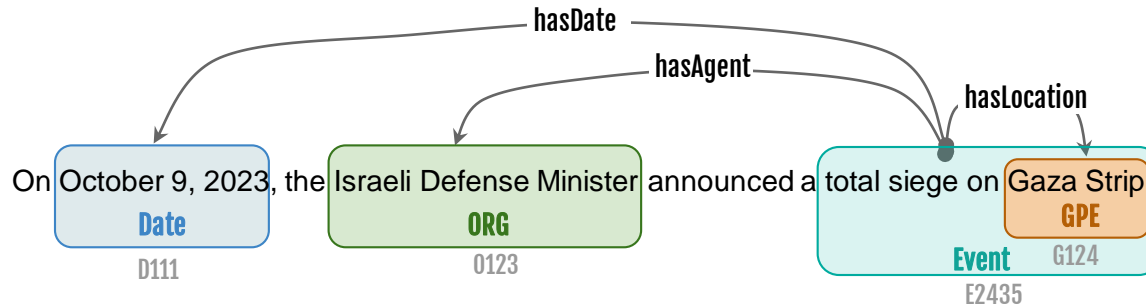 hasDate
hasAgent
hasLocation
On October 9, 2023, the Israeli Defense Minister announced a total siege on Gaza Strip
Date ORG GPE
D111 O123 Event G124
E2435